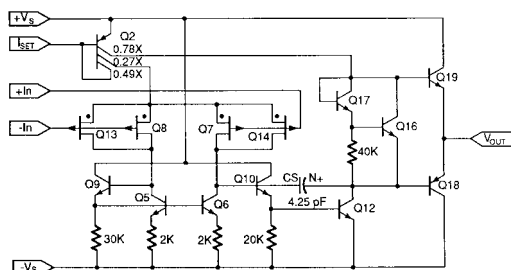 +VS
Q2
ISET
0.78X
0.27X
0.49X
Q19
+In
Q17
-In
Q13
Q8
Q7
Q14
Q16
VOUT
40K
Q9
Q10
CS
N+
Q18
Q5
Q6
4.25 pF
Q12
30K
2K
2K
20K
-VS